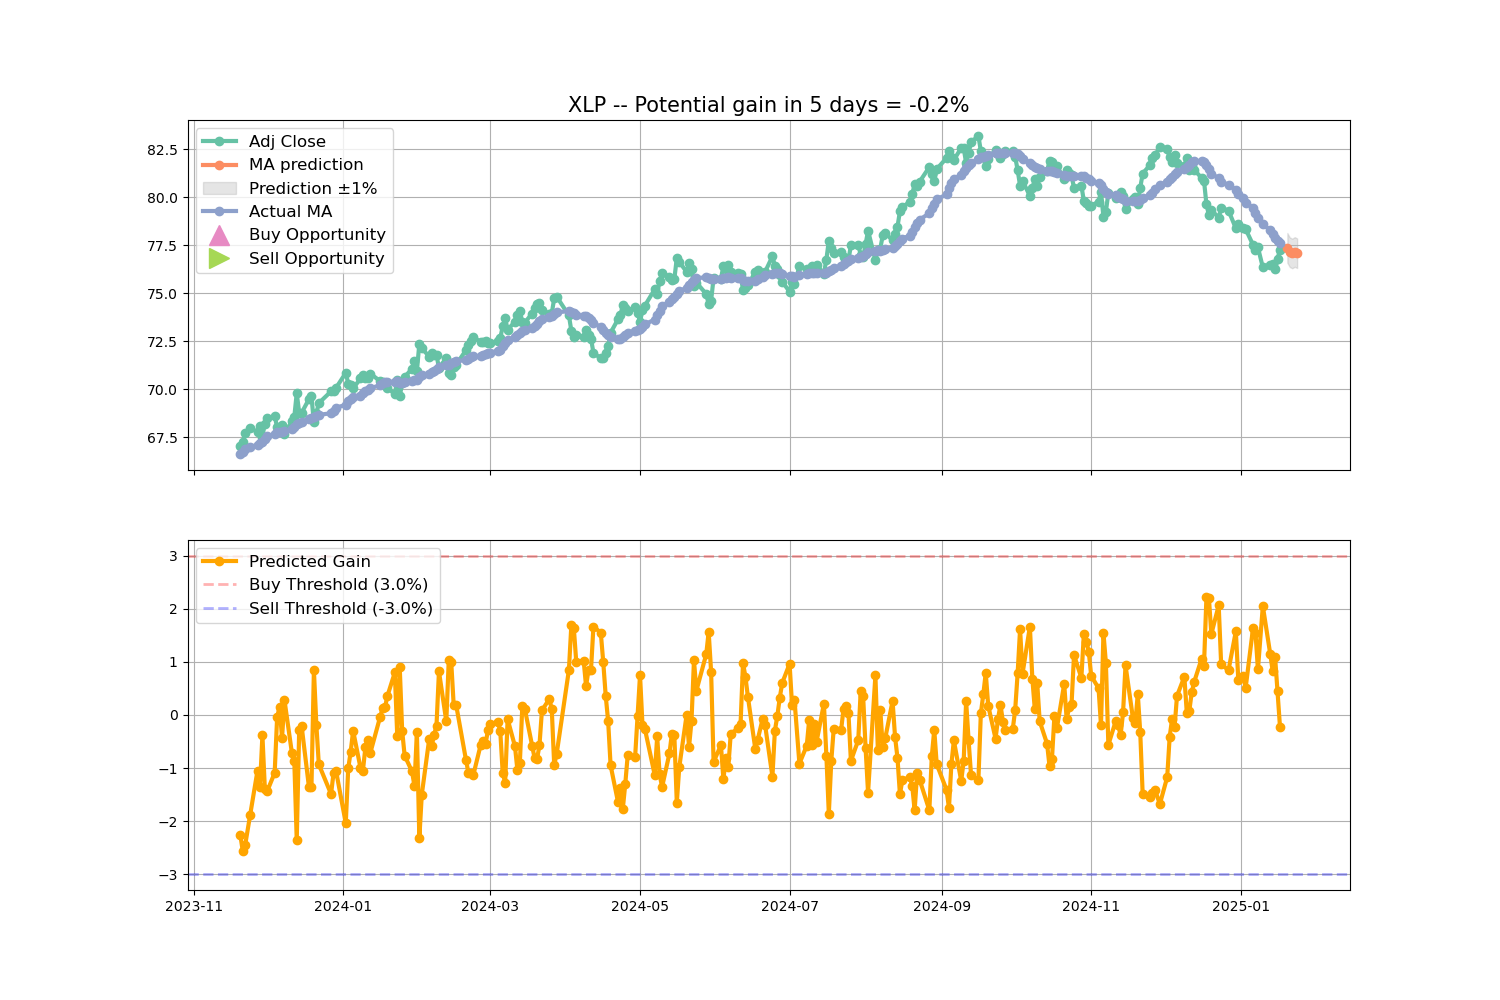 XLP -- Potential gain in 5 days = -0.2%
Adj Close
MA prediction
Prediction ±1%
Actual MA
Buy Opportunity
Sell Opportunity
82.5
80.0
77.5
75.0
72.5
70.0
67.5
Predicted Gain
Buy Threshold (3.0%)
Sell Threshold (-3.0%)
3
2
1
0
−1
−2
−3
2023-11
2024-01
2024-03
2024-05
2024-07
2024-09
2024-11
2025-01